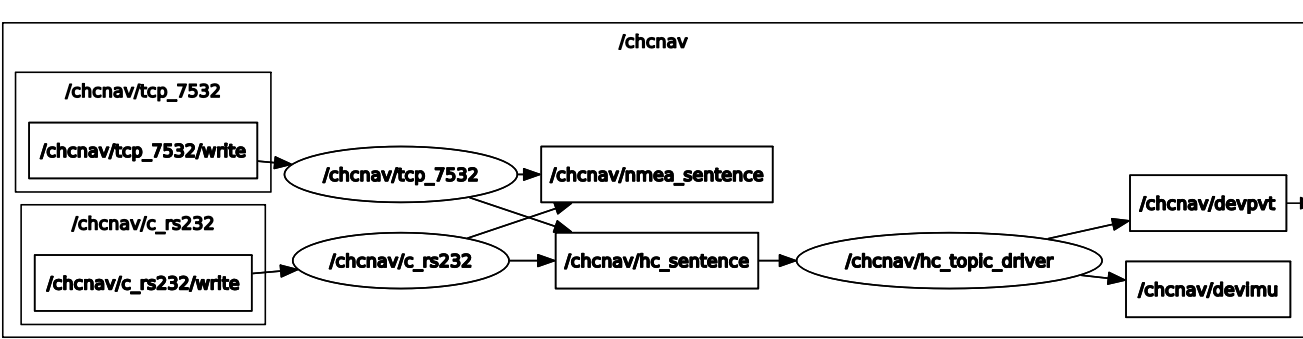 /chcnav
/chcnav/tcp_7532
/chcnav/tcp_7532/write
/chcnav/tcp_7532
/chcnav/nmea_sentence
/chcnav/c_rs232
/chcnav/c_rs232/write
/chcnav/c_rs232
/chcnav/hc_sentence
/chcnav/hc_topic_driver
/chcnav/devpvt
/chcnav/devimu